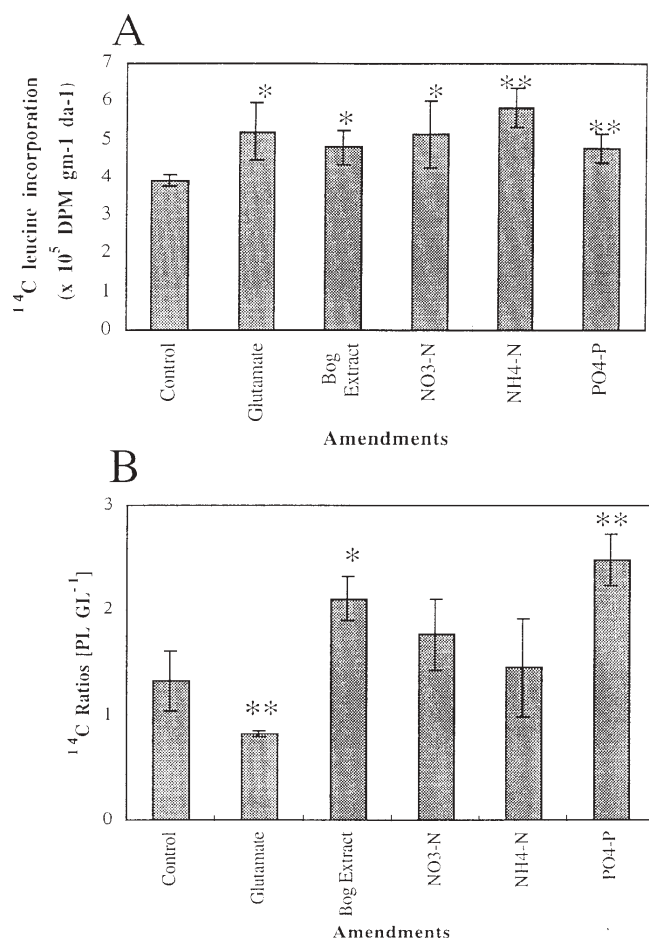 A
¹⁴C leucine incorporation
(x 10⁵ DPM gm-1 da-1)
7
6
5
4
3
2
1
0
*
*
*
**
**
Control
Glutamate
Bog
Extract
NO3-N
NH4-N
PO4-P
Amendments
B
¹⁴C Ratios [PL GL⁻¹]
3
2
1
0
**
*
**
Control
Glutamate
Bog Extract
NO3-N
NH4-N
PO4-P
Amendments